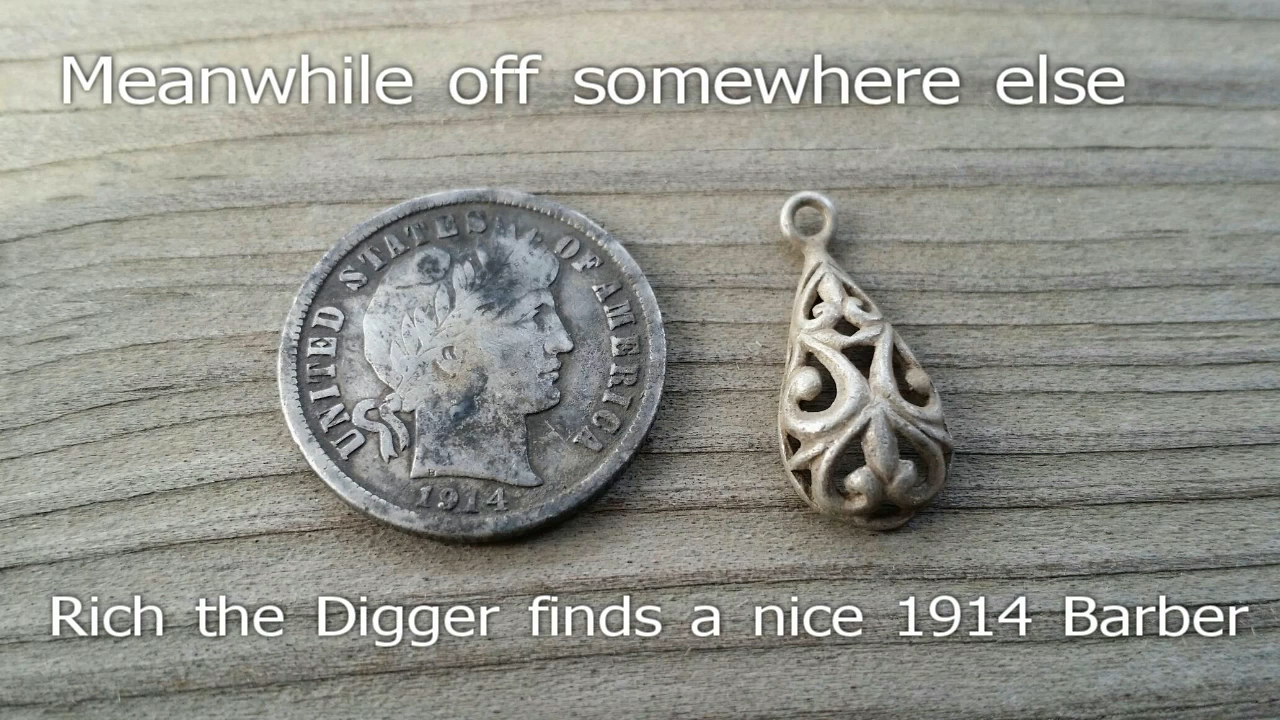 Meanwhile off somewhere else
UNITED STATES OF AMERICA
1914
Rich the Digger finds a nice 1914 Barber